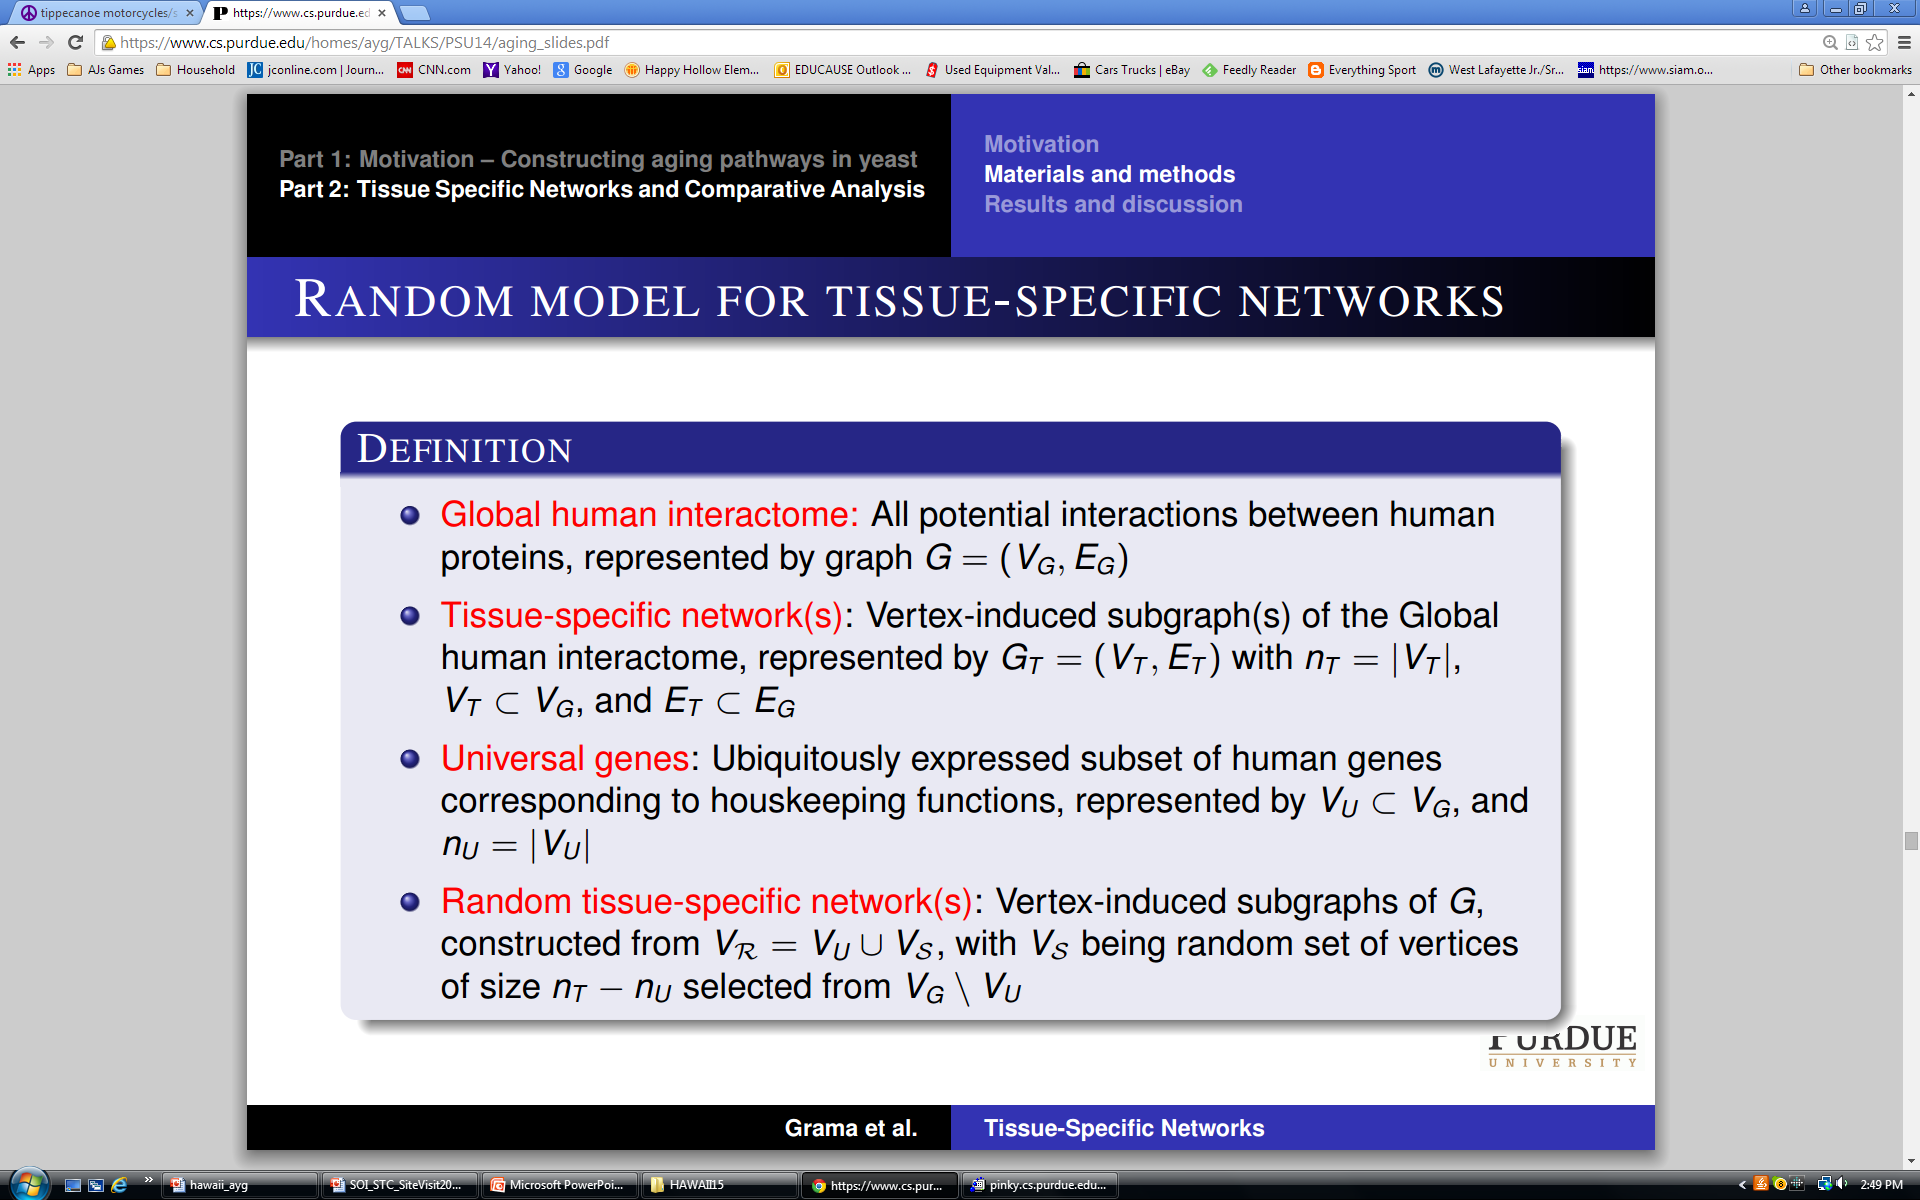 tippecanoe motorcycles/s
https://www.cs.purdue.ed
https://www.cs.purdue.edu/homes/ayg/TALKS/PSU14/aging_slides.pdf
Apps AJs Games Household jconline.com | Journ... CNN.com Yahoo! Google Happy Hollow Elem... EDUCAUSE Outlook ... Used Equipment Val... Cars Trucks | eBay Feedly Reader Everything Sport West Lafayette Jr./Sr... https://www.siam.o... Other bookmarks
Part 1: Motivation – Constructing aging pathways in yeast
Part 2: Tissue Specific Networks and Comparative Analysis
Motivation
Materials and methods
Results and discussion
RANDOM MODEL FOR TISSUE-SPECIFIC NETWORKS
DEFINITION
Global human interactome: All potential interactions between human
proteins, represented by graph G = (V_G, E_G)
Tissue-specific network(s): Vertex-induced subgraph(s) of the Global
human interactome, represented by G_T = (V_T, E_T) with n_T = |V_T|,
V_T ⊂ V_G, and E_T ⊂ E_G
Universal genes: Ubiquitously expressed subset of human genes
corresponding to houskeeping functions, represented by V_U ⊂ V_G, and
n_U = |V_U|
Random tissue-specific network(s): Vertex-induced subgraphs of G,
constructed from V_R = V_U ∪ V_S, with V_S being random set of vertices
of size n_T − n_U selected from V_G \ V_U
PURDUE
UNIVERSITY
Grama et al.
Tissue-Specific Networks
hawaii_ayg SOI_STC_SiteVisit20... Microsoft PowerPoi... HAWAII15 https://www.cs.pur... pinky.cs.purdue.edu... 2:49 PM